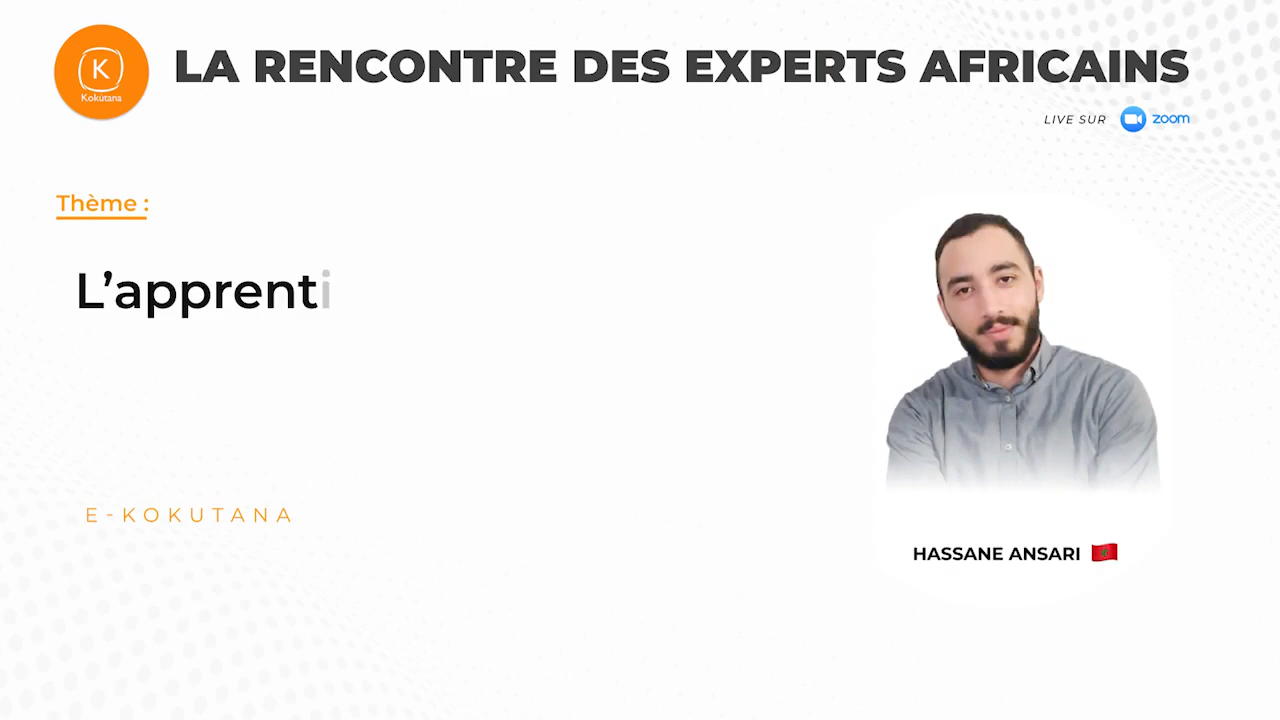 K
Kokutana
LA RENCONTRE DES EXPERTS AFRICAINS
LIVE SUR zoom
Thème :
L’apprenti
E-KOKUTANA
HASSANE ANSARI